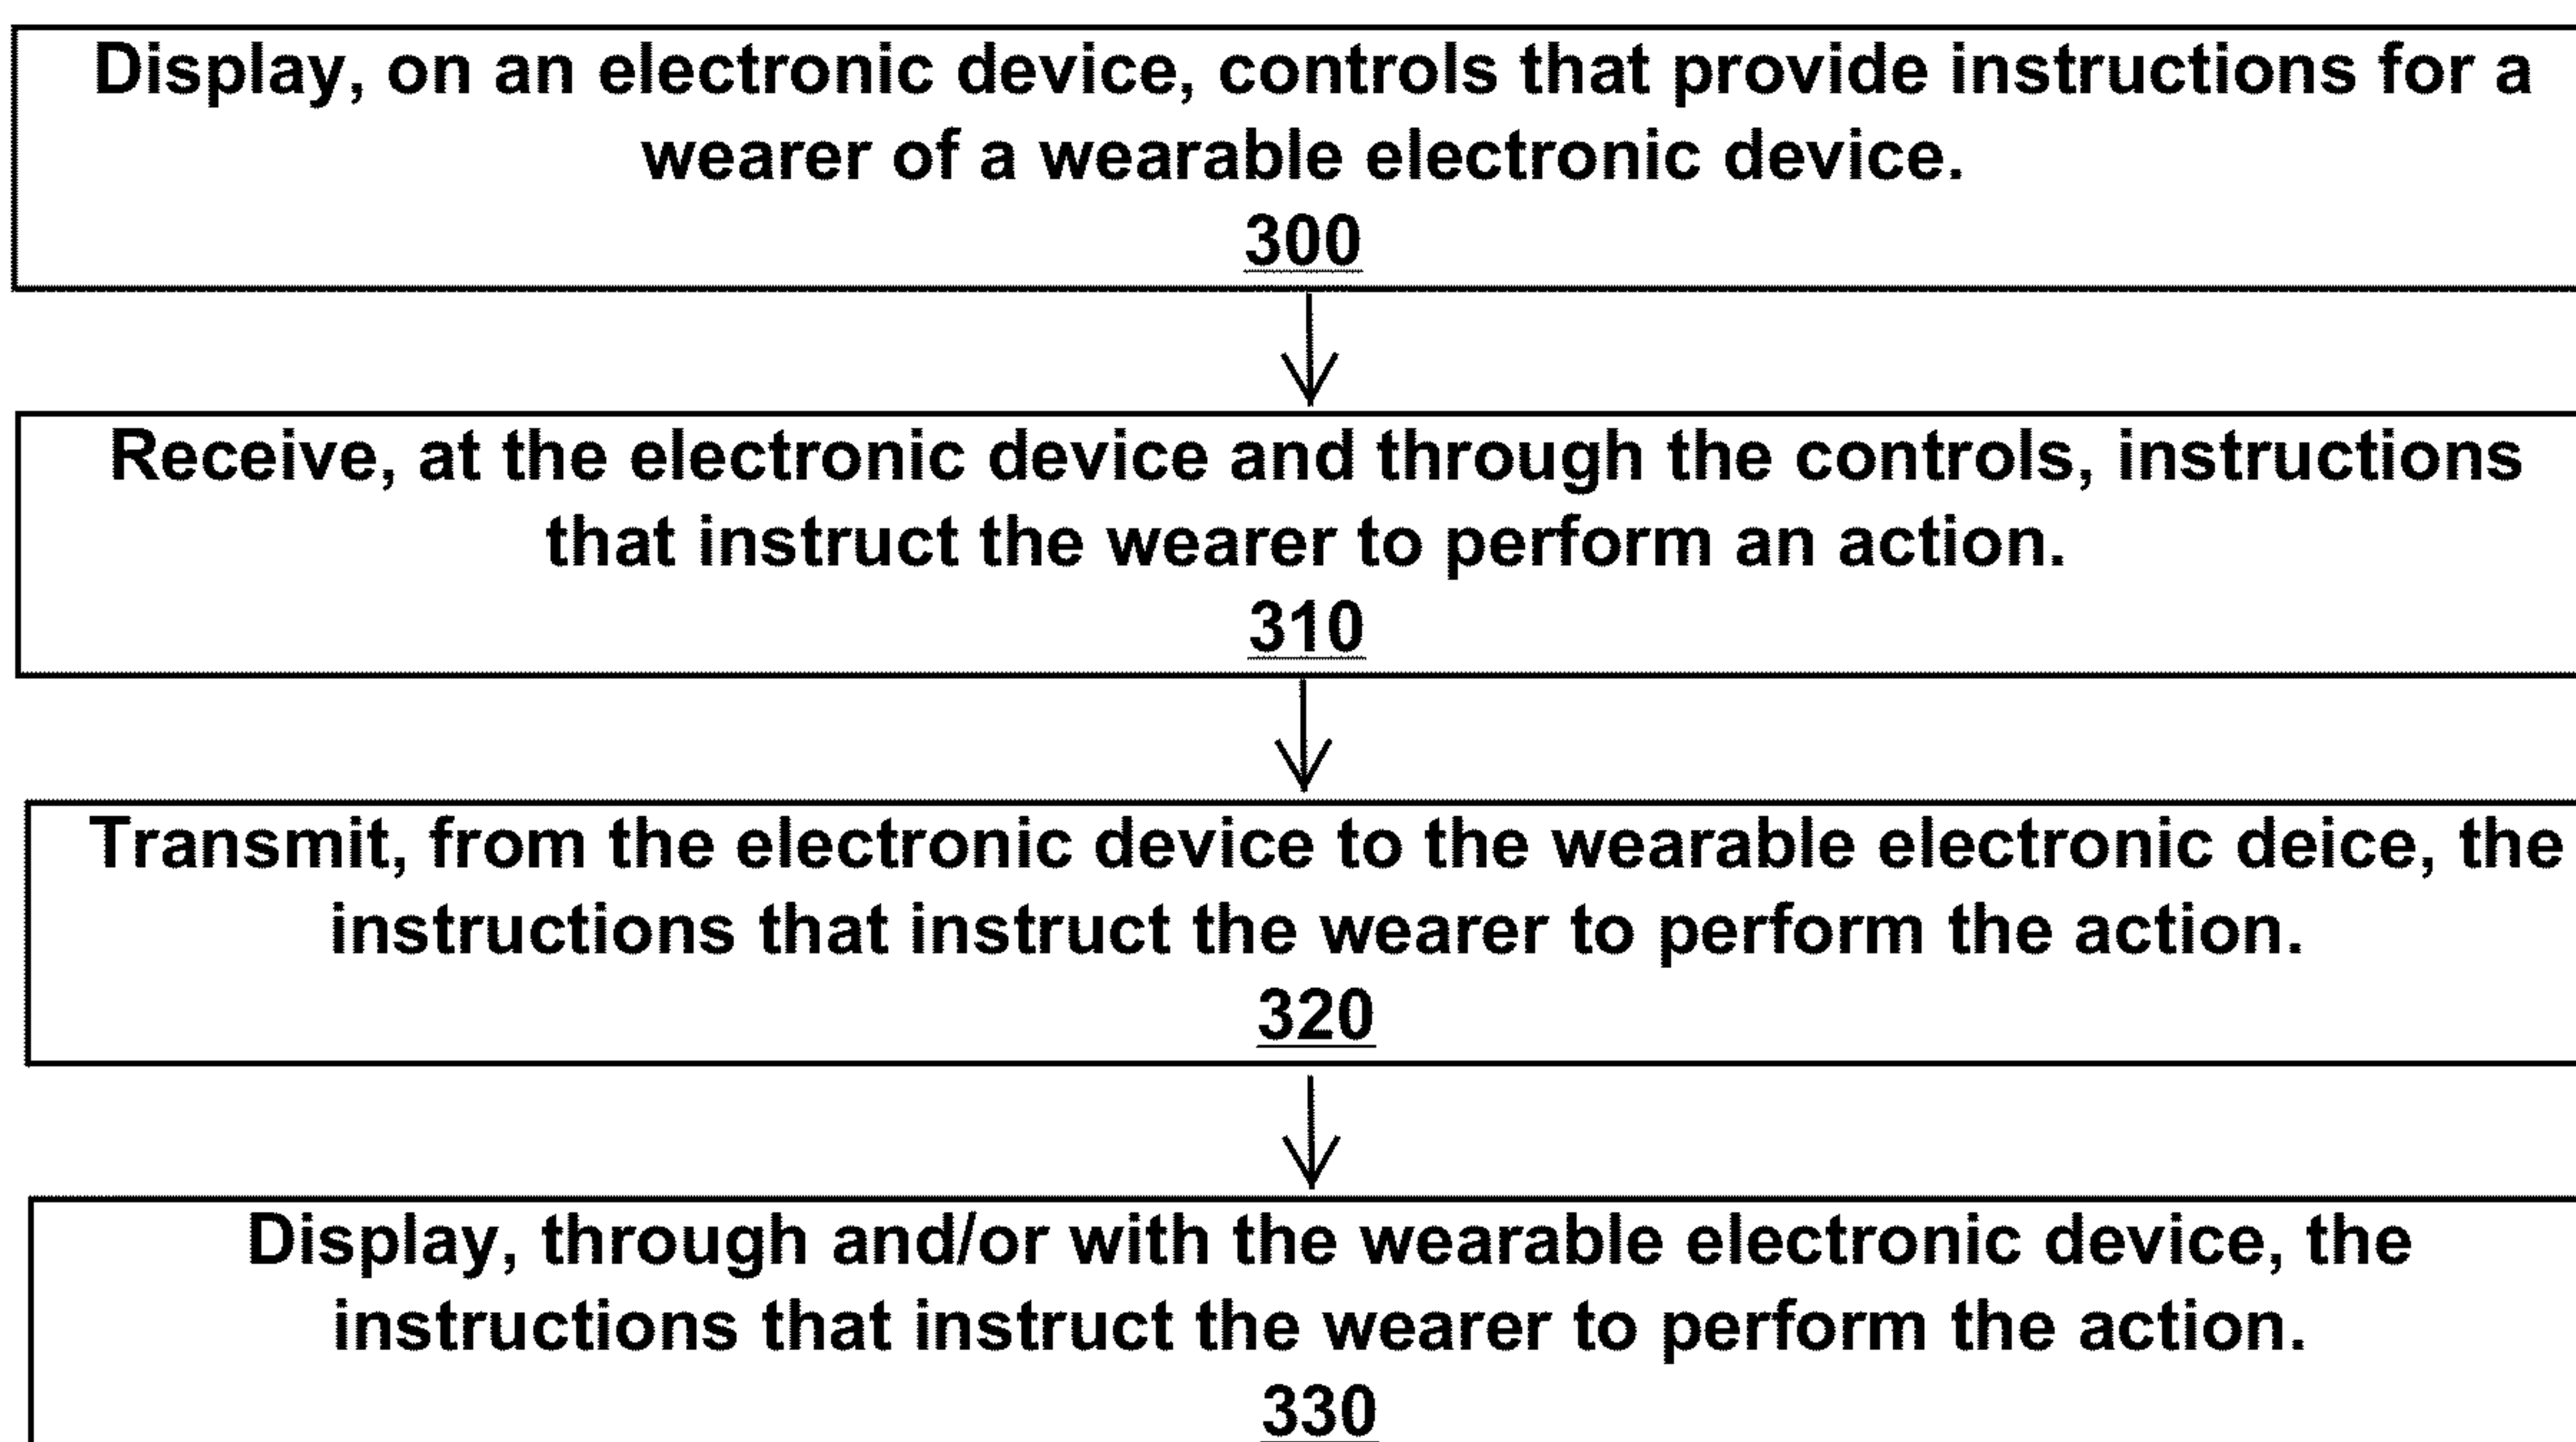 Display, on an electronic device, controls that provide instructions for a
wearer of a wearable electronic device.
300
Receive, at the electronic device and through the controls, instructions
that instruct the wearer to perform an action.
310
Transmit, from the electronic device to the wearable electronic deice, the
instructions that instruct the wearer to perform the action.
320
Display, through and/or with the wearable electronic device, the
instructions that instruct the wearer to perform the action.
330